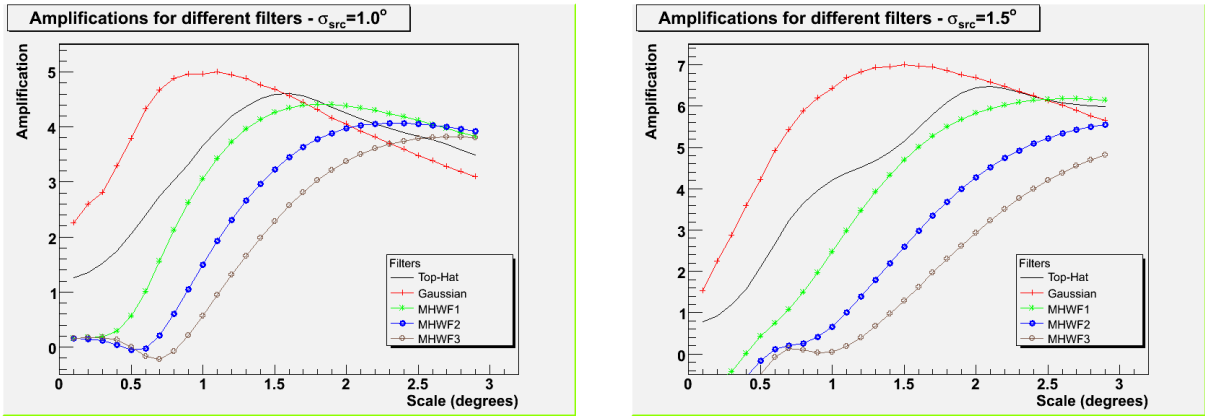 Amplifications for different filters - σsrc=1.0o
Amplification
5
4
3
2
1
0
Filters
Top-Hat
Gaussian
MHWF1
MHWF2
MHWF3
0 0.5 1 1.5 2 2.5 3
Scale (degrees)
Amplifications for different filters - σsrc=1.5o
Amplification
7
6
5
4
3
2
1
0
Filters
Top-Hat
Gaussian
MHWF1
MHWF2
MHWF3
0 0.5 1 1.5 2 2.5 3
Scale (degrees)